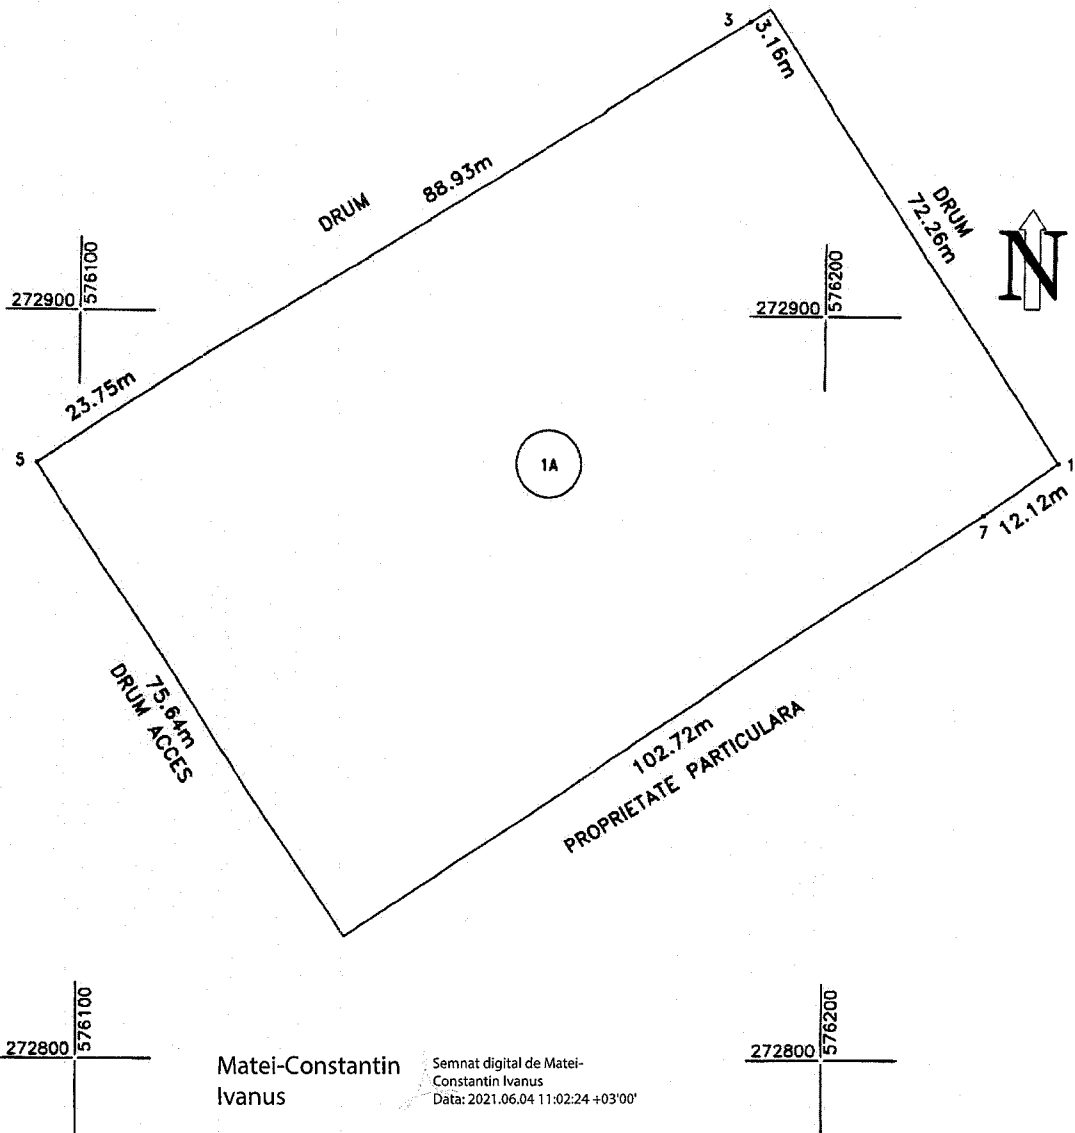 3
3.16m
88.93m
DRUM
DRUM
72.26m
N
576100
272900
576200
272900
23.75m
5
1A
1
7
12.12m
75.64m
DRUM ACCES
102.72m
PROPRIETATE PARTICULARA
576100
272800
576200
272800
Matei-Constantin
Ivanus
Semnat digital de Matei-
Constantin Ivanus
Data: 2021.06.04 11:02:24 +03'00'